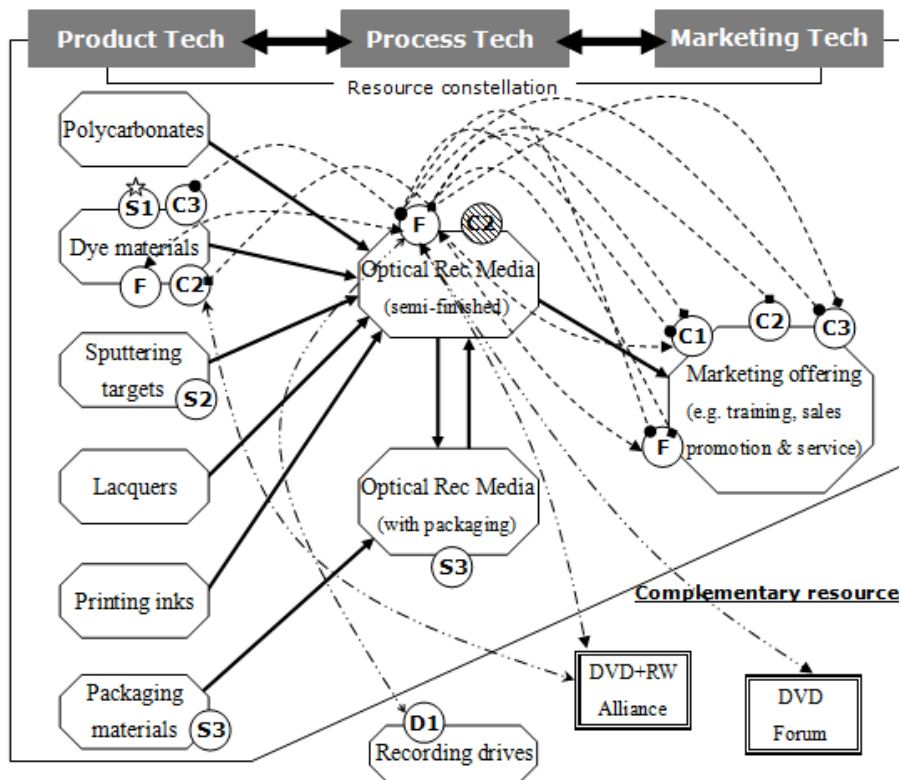 Product Tech
Process Tech
Marketing Tech
Resource constellation
Polycarbonates
S1
C3
Dye materials
F
C2
F
C2
Optical Rec Media
(semi-finished)
Sputtering
targets
S2
C1
C2
C3
Marketing offering
(e.g. training, sales
promotion & service)
F
Lacquers
Optical Rec Media
(with packaging)
S3
Printing inks
Complementary resource
Packaging
materials
S3
D1
Recording drives
DVD+RW
Alliance
DVD
Forum